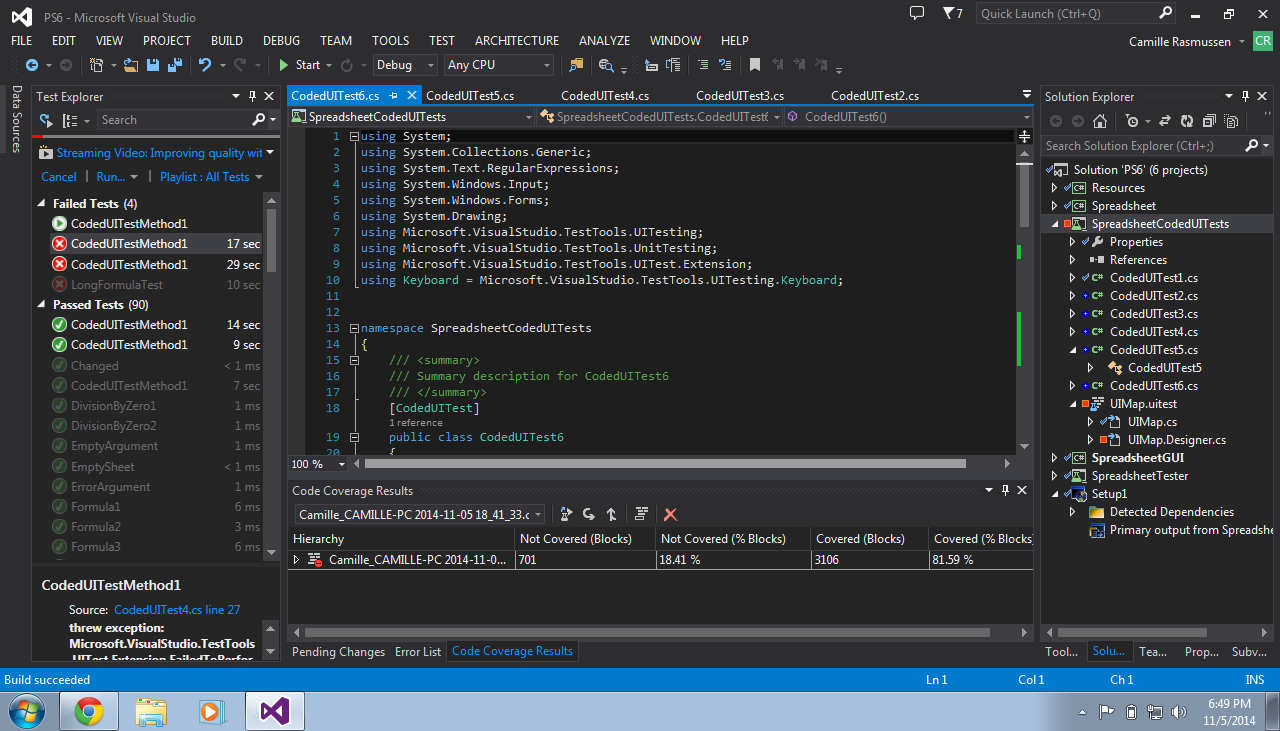 PS6 - Microsoft Visual Studio
7
Quick Launch (Ctrl+Q)
FILE EDIT VIEW PROJECT BUILD DEBUG TEAM TOOLS TEST ARCHITECTURE ANALYZE WINDOW HELP
Camille Rasmussen
CR
Start
Debug
Any CPU
Data Sources
Test Explorer
Search
Streaming Video: Improving quality wit
Cancel | Run... | Playlist : All Tests
Failed Tests (4)
CodedUITestMethod1
CodedUITestMethod1 17 sec
CodedUITestMethod1 29 sec
LongFormulaTest 10 sec
Passed Tests (90)
CodedUITestMethod1 14 sec
CodedUITestMethod1 9 sec
Changed < 1 ms
CodedUITestMethod1 7 sec
DivisionByZero1 1 ms
DivisionByZero2 1 ms
EmptyArgument 1 ms
EmptySheet < 1 ms
ErrorArgument 1 ms
Formula1 6 ms
Formula2 3 ms
Formula3 6 ms
CodedUITestMethod1
Source: CodedUITest4.cs line 27
threw exception:
Microsoft.VisualStudio.TestTools
.UITest.Extension.FailedToPerfor
CodedUITest6.cs CodedUITest5.cs CodedUITest4.cs CodedUITest3.cs CodedUITest2.cs
SpreadsheetCodedUITests
SpreadsheetCodedUITests.CodedUITest6
CodedUITest6()
1 using System;
2 using System.Collections.Generic;
3 using System.Text.RegularExpressions;
4 using System.Windows.Input;
5 using System.Windows.Forms;
6 using System.Drawing;
7 using Microsoft.VisualStudio.TestTools.UITesting;
8 using Microsoft.VisualStudio.TestTools.UnitTesting;
9 using Microsoft.VisualStudio.TestTools.UITest.Extension;
10 using Keyboard = Microsoft.VisualStudio.TestTools.UITesting.Keyboard;
11
12
13 namespace SpreadsheetCodedUITests
14 {
15 /// <summary>
16 /// Summary description for CodedUITest6
17 /// </summary>
18 [CodedUITest]
1 reference
19 public class CodedUITest6
20 {
100 %
Code Coverage Results
Camille_CAMILLE-PC 2014-11-05 18_41_33.c
Hierarchy Not Covered (Blocks) Not Covered (% Blocks) Covered (Blocks) Covered (% Blocks)
Camille_CAMILLE-PC 2014-11-0... 701 18.41 % 3106 81.59 %
Pending Changes Error List Code Coverage Results
Solution Explorer
Search Solution Explorer (Ctrl+;)
Solution 'PS6' (6 projects)
Resources
Spreadsheet
SpreadsheetCodedUITests
Properties
References
CodedUITest1.cs
CodedUITest2.cs
CodedUITest3.cs
CodedUITest4.cs
CodedUITest5.cs
CodedUITest5
CodedUITest6.cs
UIMap.uitest
UIMap.cs
UIMap.Designer.cs
SpreadsheetGUI
SpreadsheetTester
Setup1
Detected Dependencies
Primary output from Spreadshe
Tool... Solu... Tea... Prop... Subv...
Build succeeded
Ln 1 Col 1 Ch 1 INS
6:49 PM
11/5/2014